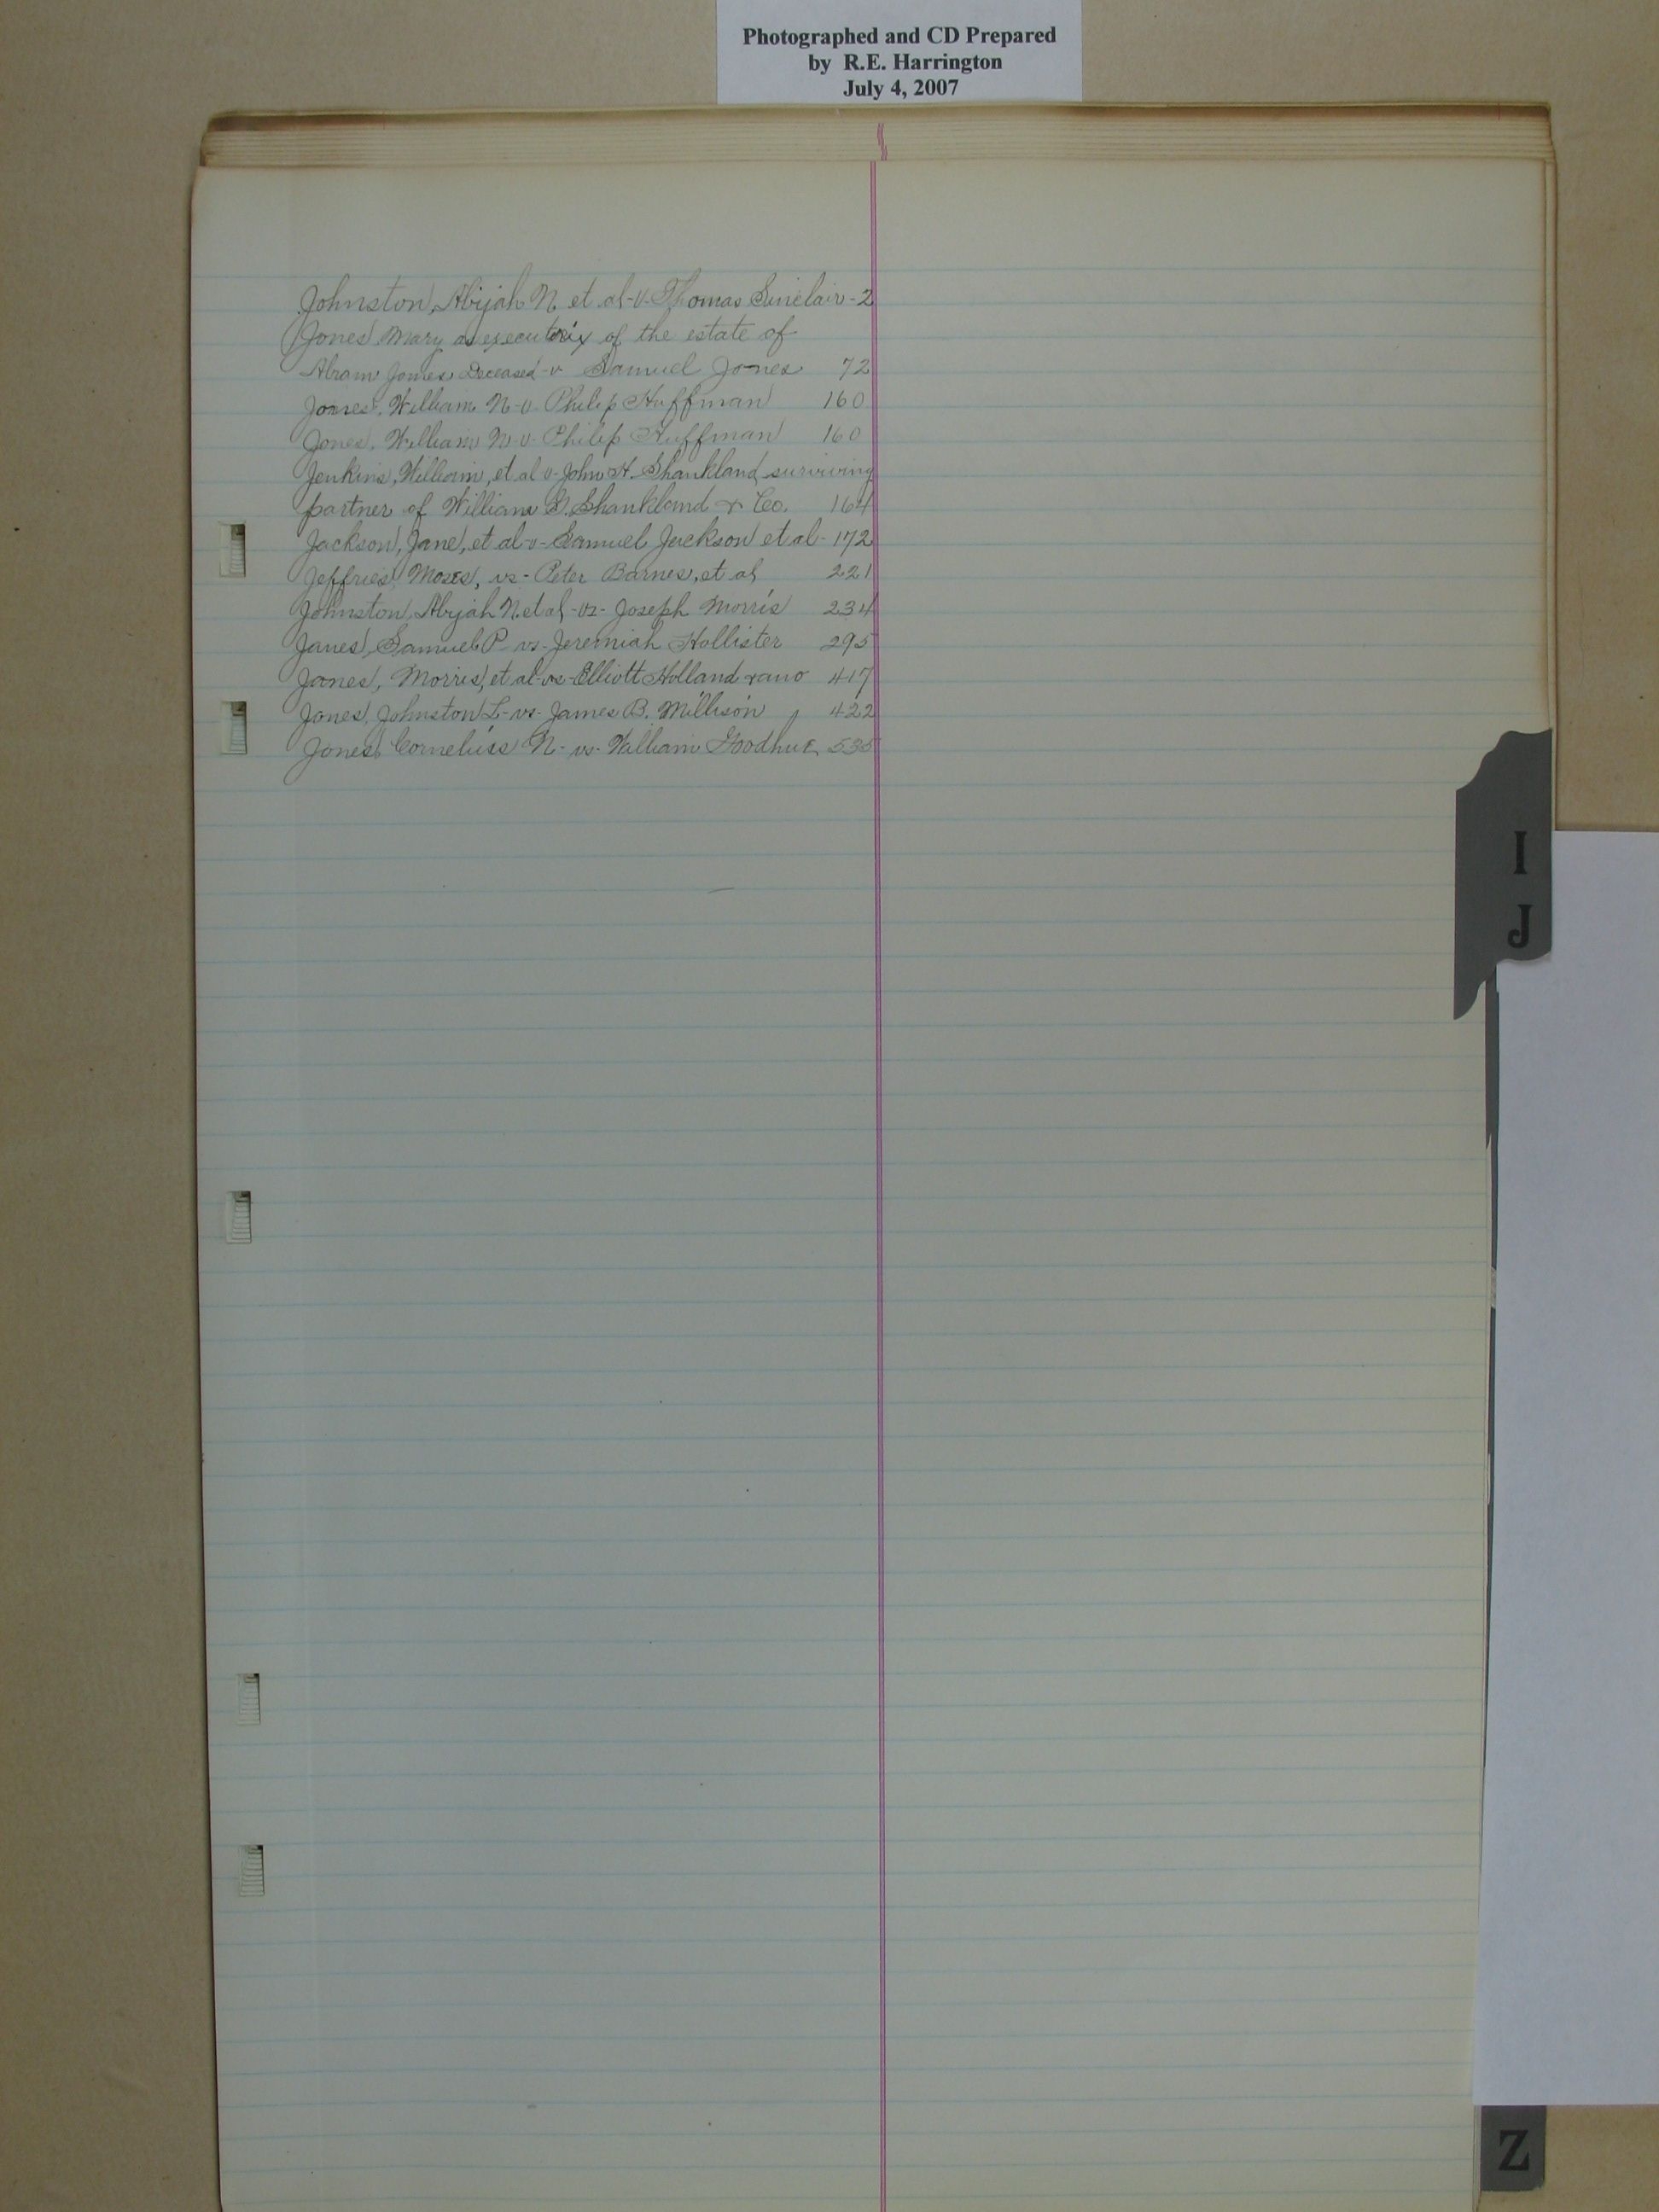 Photographed and CD Prepared
by R.E. Harrington
July 4, 2007
Johnston, Abijah N. et al-v-Thomas Sinclair-2
Jones Mary as executrix of the estate of
Abram Jones Deceased-v Samuel Jones 72
Jones, William N-v-Philip Huffman 160
Jones, William N-v-Philip Huffman 160
Jenkins, William, et al v-John H. Shankland surviving
partner of William G. Shankland & Co. 164
Jackson, Jane, et al-v-Samuel Jackson et al-172
Jeffries, Moses, vs-Peter Barnes, et al 221
Johnston, Abijah N. et al-vs-Joseph Morris 234
Janes, Samuel P vs-Jeremiah Hollister 295
Janes, Morris, et al-vs-Elliott Holland & ano 417
Jones, Johnston L-vs-James B. Millison 422
Jones, Cornelius N-vs-William Goodhue 535
I
J
Z